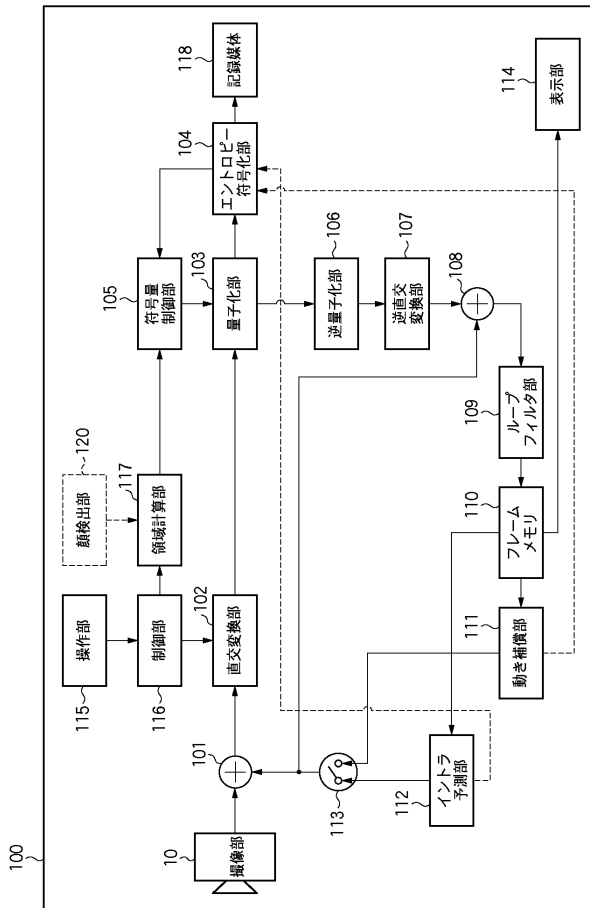 100
10
撮像部
101
115
操作部
116
制御部
102
直交変換部
120
顔検出部
117
領域計算部
105
符号量
制御部
103
量子化部
104
エントロピー
符号化部
118
記録媒体
106
逆量子化部
107
逆直交
変換部
108
109
ループ
フィルタ部
110
フレーム
メモリ
111
動き補償部
112
イントラ
予測部
113
114
表示部